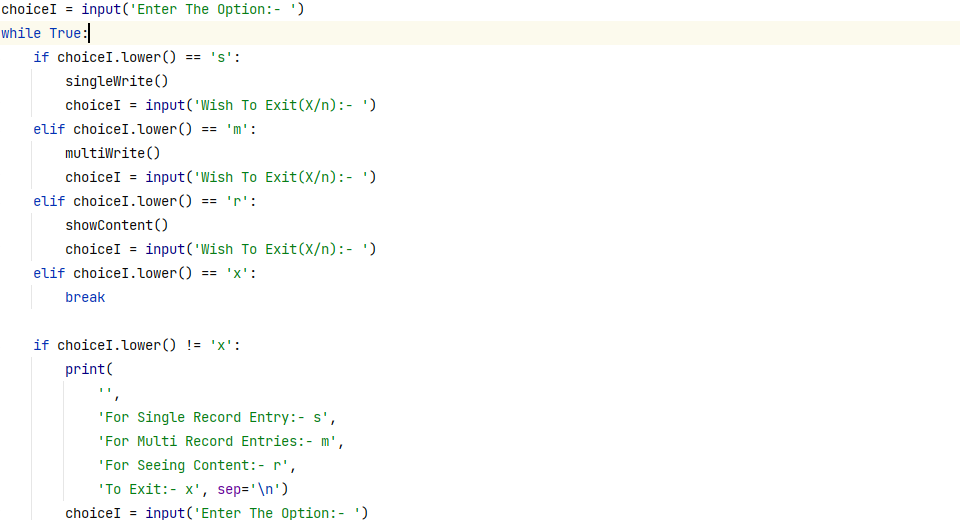 choiceI = input('Enter The Option:- ')
while True:
    if choiceI.lower() == 's':
        singleWrite()
        choiceI = input('Wish To Exit(X/n):- ')
    elif choiceI.lower() == 'm':
        multiWrite()
        choiceI = input('Wish To Exit(X/n):- ')
    elif choiceI.lower() == 'r':
        showContent()
        choiceI = input('Wish To Exit(X/n):- ')
    elif choiceI.lower() == 'x':
        break

    if choiceI.lower() != 'x':
        print(
            '',
            'For Single Record Entry:- s',
            'For Multi Record Entries:- m',
            'For Seeing Content:- r',
            'To Exit:- x', sep='\n')
        choiceI = input('Enter The Option:- ')